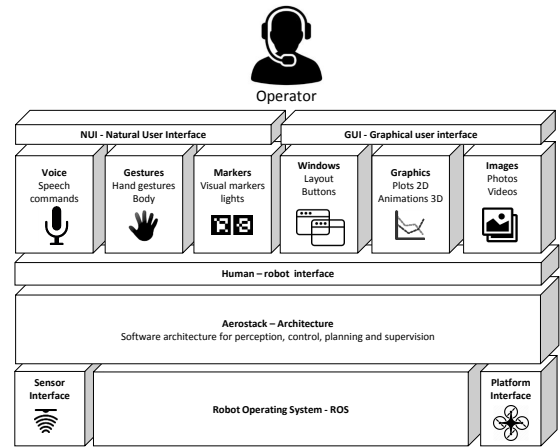 Operator
NUI - Natural User Interface
GUI - Graphical user interface
Voice
Speech
commands
Gestures
Hand gestures
Body
Markers
Visual markers
lights
Windows
Layout
Buttons
Graphics
Plots 2D
Animations 3D
Images
Photos
Videos
Human – robot interface
Aerostack – Architecture
Software architecture for perception, control, planning and supervision
Sensor
Interface
Robot Operating System - ROS
Platform
Interface